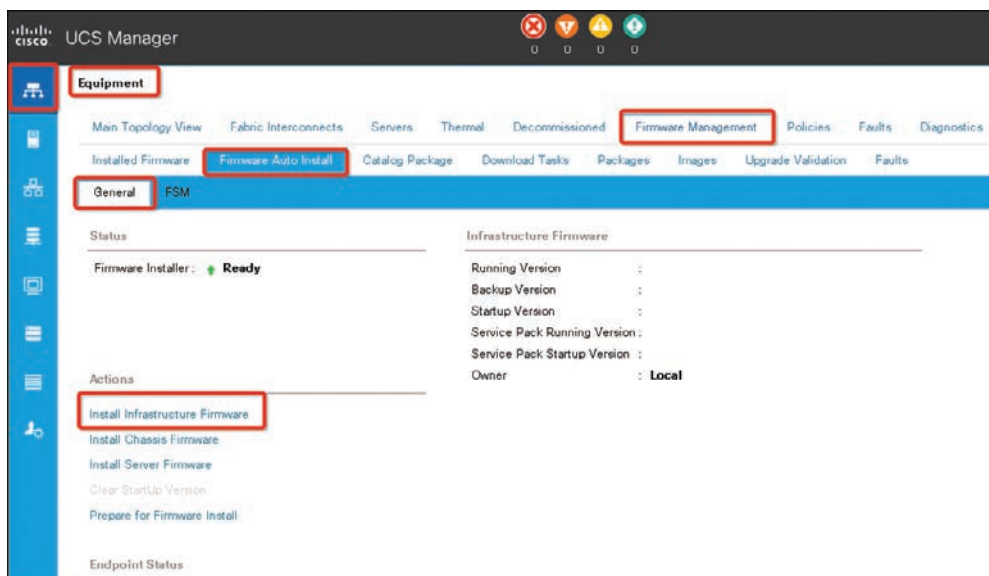 cisco UCS Manager
0 0 0 0
Equipment
Main Topology View Fabric Interconnects Servers Thermal Decommissioned Firmware Management Policies Faults Diagnostics
Installed Firmware Firmware Auto Install Catalog Package Download Tasks Packages Images Upgrade Validation Faults
General FSM
Status
Firmware Installer : Ready
Infrastructure Firmware
Running Version :
Backup Version :
Startup Version :
Service Pack Running Version :
Service Pack Startup Version :
Owner : Local
Actions
Install Infrastructure Firmware
Install Chassis Firmware
Install Server Firmware
Clear StartUp Version
Prepare for Firmware Install
Endpoint Status